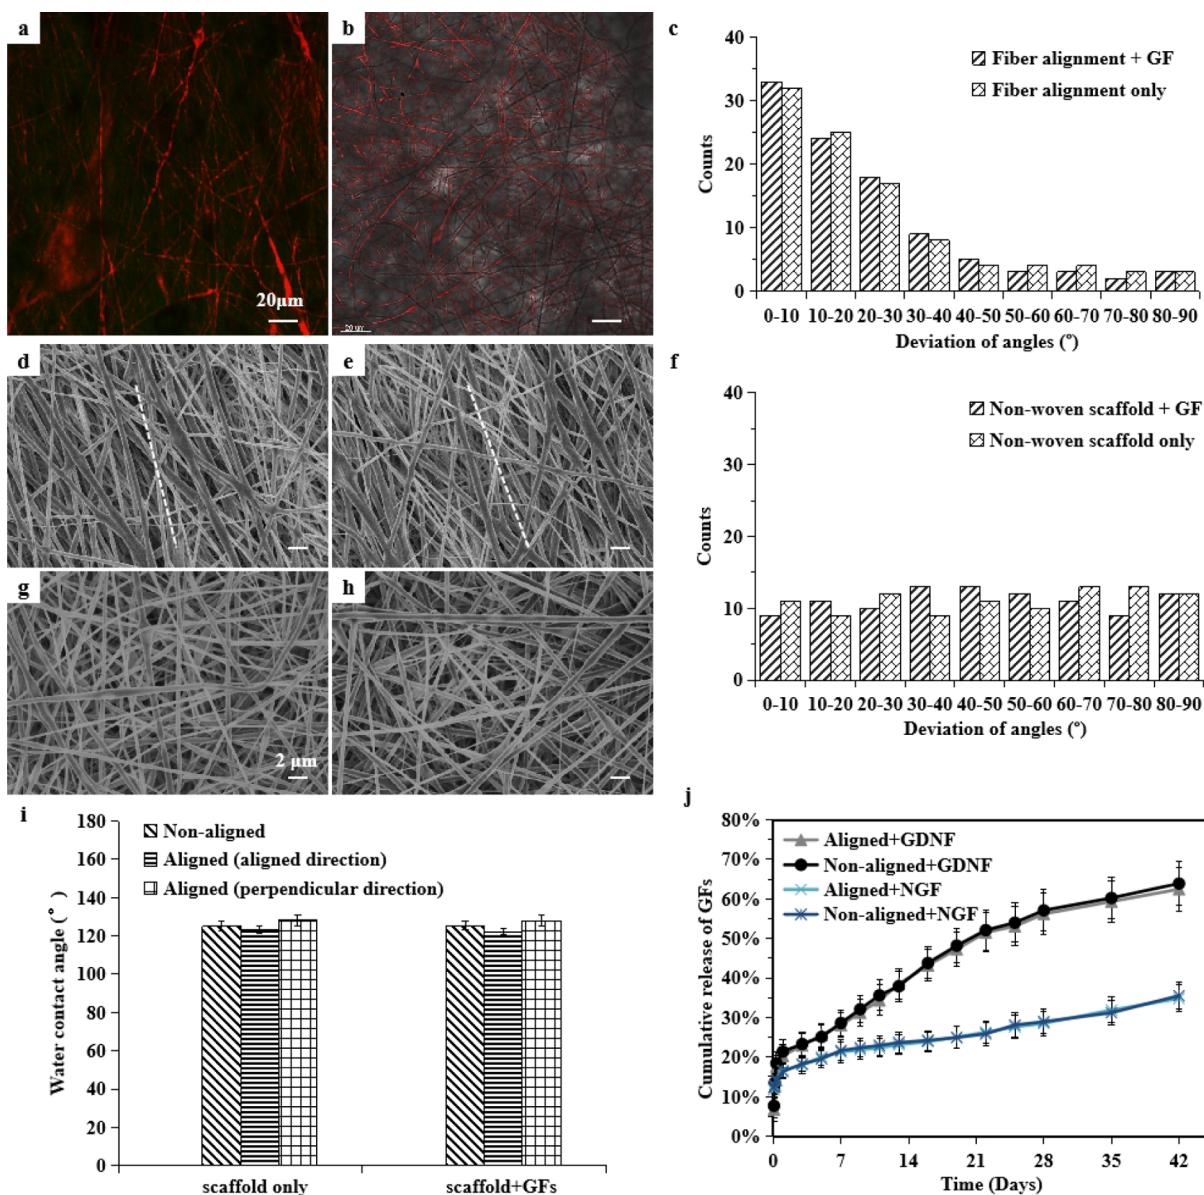 a
20μm
b
20 um
c
40
30
20
10
0
Counts
Fiber alignment + GF
Fiber alignment only
0-10 10-20 20-30 30-40 40-50 50-60 60-70 70-80 80-90
Deviation of angles (°)
d
e
f
40
30
20
10
0
Counts
Non-woven scaffold + GF
Non-woven scaffold only
0-10 10-20 20-30 30-40 40-50 50-60 60-70 70-80 80-90
Deviation of angles (°)
g
2 μm
h
i
180
160
140
120
100
80
60
40
20
0
Water contact angle (°)
Non-aligned
Aligned (aligned direction)
Aligned (perpendicular direction)
scaffold only scaffold+GFs
j
80%
70%
60%
50%
40%
30%
20%
10%
0%
Cumulative release of GFs
Aligned+GDNF
Non-aligned+GDNF
Aligned+NGF
Non-aligned+NGF
0 7 14 21 28 35 42
Time (Days)